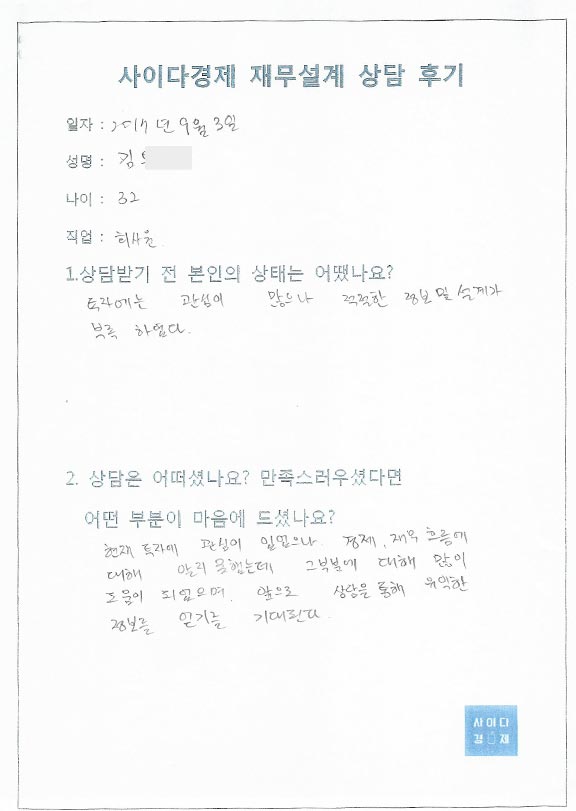 사이다경제 재무설계 상담 후기
일자 : 2017년 9월 3일
성명 : 김
나이 : 32
직업 : 회사원
1.상담받기 전 본인의 상태는 어땠나요?
투자에는 관심이 많으나 적절한 정보 및 설계가
부족 하였다.
2. 상담은 어떠셨나요? 만족스러우셨다면
어떤 부분이 마음에 드셨나요?
현재 투자에 관심이 있었으나. 경제, 재무 흐름에
대해 알지 못했는데 그부분에 대해 많이
도움이 되었으며. 앞으로 상담을 통해 유익한
정보를 얻기를 기대된다.
사이다
경제